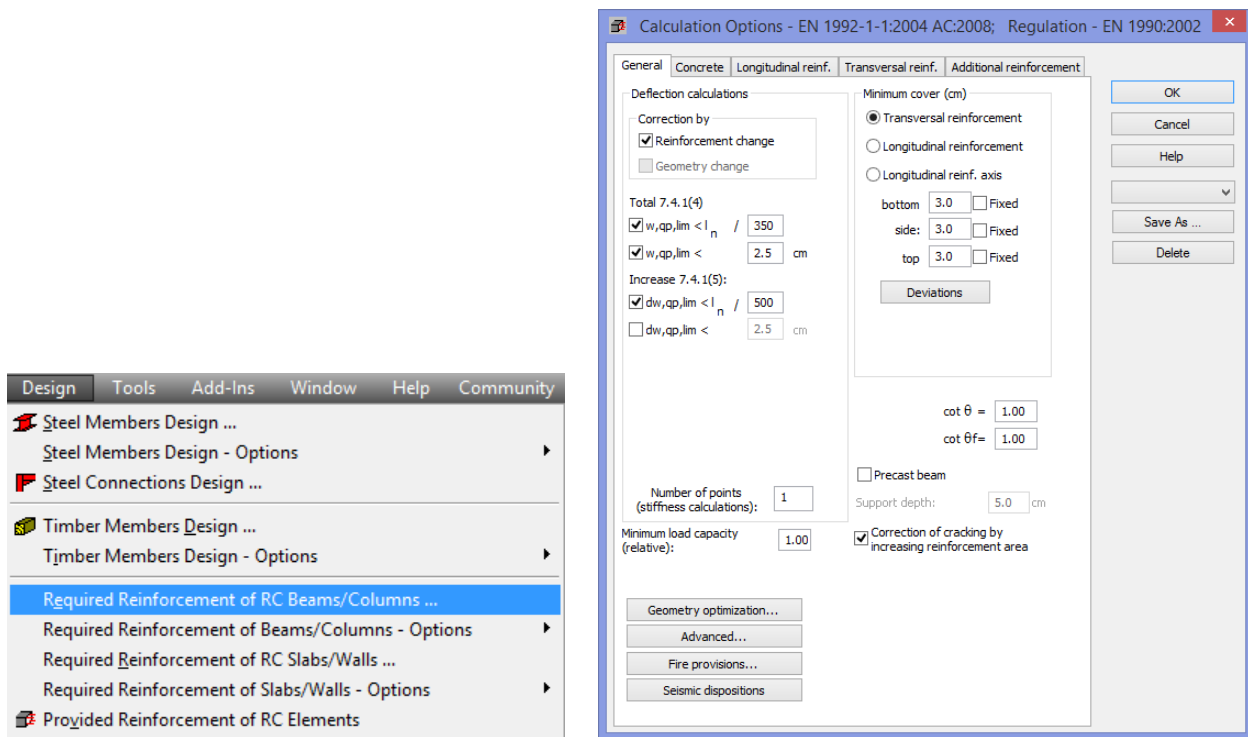 Design Tools Add-Ins Window Help Community
Steel Members Design ...
Steel Members Design - Options
Steel Connections Design ...
Timber Members Design ...
Timber Members Design - Options
Required Reinforcement of RC Beams/Columns ...
Required Reinforcement of Beams/Columns - Options
Required Reinforcement of RC Slabs/Walls ...
Required Reinforcement of Slabs/Walls - Options
Provided Reinforcement of RC Elements
Calculation Options - EN 1992-1-1:2004 AC:2008; Regulation - EN 1990:2002
General Concrete Longitudinal reinf. Transversal reinf. Additional reinforcement
Deflection calculations
Correction by
Reinforcement change
Geometry change
Total 7.4.1(4)
w,qp,lim < l n / 350
w,qp,lim < 2.5 cm
Increase 7.4.1(5):
dw,qp,lim < l n / 500
dw,qp,lim < 2.5 cm
Number of points
(stiffness calculations): 1
Minimum load capacity
(relative): 1.00
Geometry optimization...
Advanced...
Fire provisions...
Seismic dispositions
Minimum cover (cm)
Transversal reinforcement
Longitudinal reinforcement
Longitudinal reinf. axis
bottom 3.0 Fixed
side: 3.0 Fixed
top 3.0 Fixed
Deviations
cot θ = 1.00
cot θf= 1.00
Precast beam
Support depth: 5.0 cm
Correction of cracking by
increasing reinforcement area
OK
Cancel
Help
Save As ...
Delete